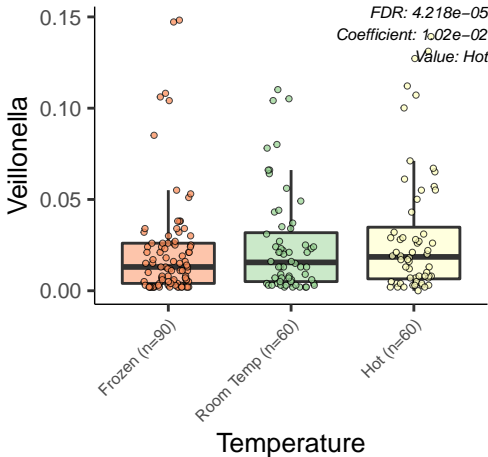 FDR: 4.218e−05
Coefficient: 1.02e−02
Value: Hot
0.15
0.10
0.05
0.00
Veillonella
Frozen (n=90)
Room Temp (n=60)
Hot (n=60)
Temperature